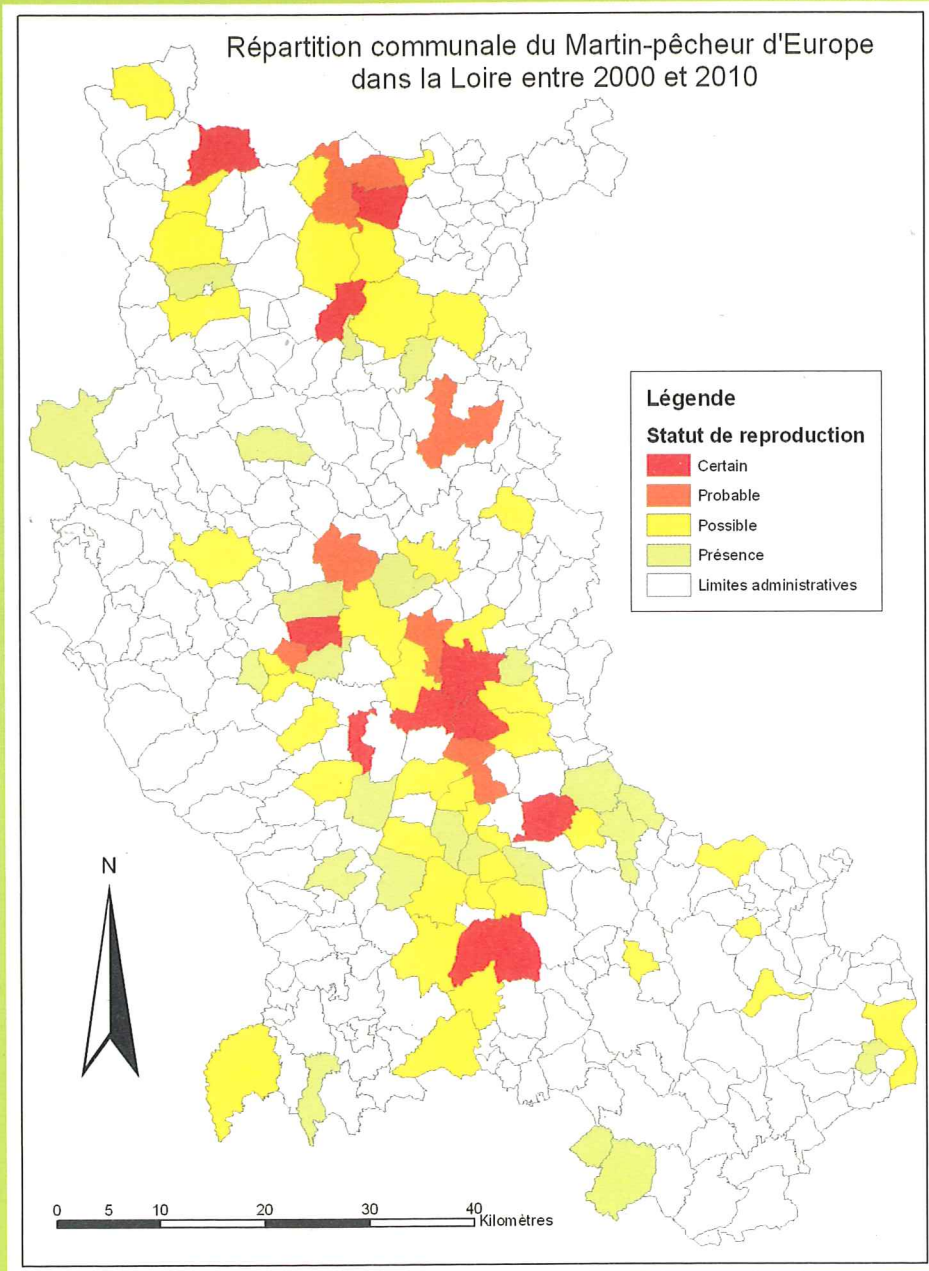 Répartition communale du Martin-pêcheur d'Europe
dans la Loire entre 2000 et 2010
Légende
Statut de reproduction
Certain
Probable
Possible
Présence
Limites administratives
N
0 5 10 20 30 40
Kilomètres